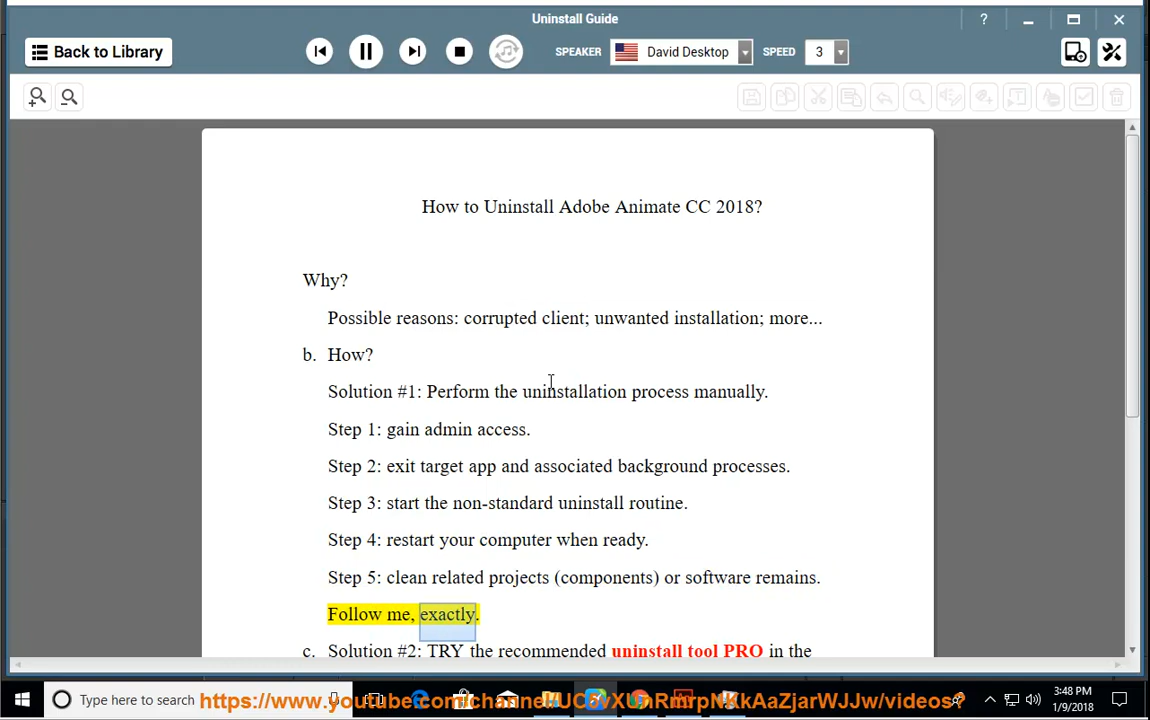 Uninstall Guide
?
Back to Library
SPEAKER
David Desktop
SPEED
3
How to Uninstall Adobe Animate CC 2018?
Why?
Possible reasons: corrupted client; unwanted installation; more...
b. How?
Solution #1: Perform the uninstallation process manually.
Step 1: gain admin access.
Step 2: exit target app and associated background processes.
Step 3: start the non-standard uninstall routine.
Step 4: restart your computer when ready.
Step 5: clean related projects (components) or software remains.
Follow me, exactly.
c. Solution #2: TRY the recommended uninstall tool PRO in the
Type here to search
3:48 PM
1/9/2018